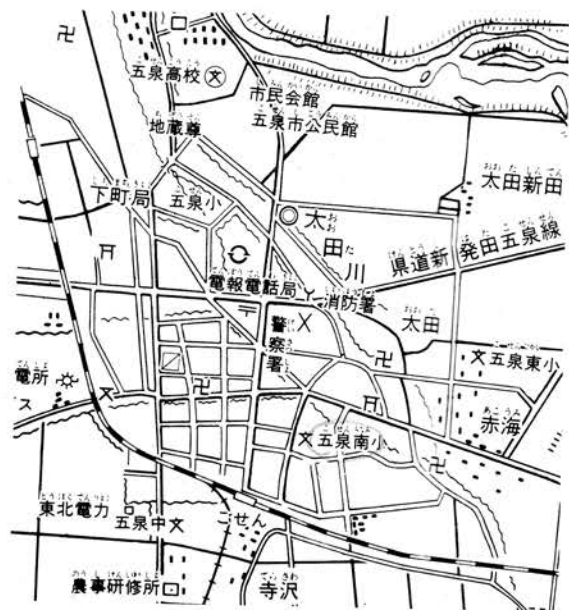 五泉高校
市民会館
五泉市公民館
地蔵尊
下町局
五泉小
太田川
太田新田
県道新発田五泉線
電報電話局
消防署
太田
警察署
五泉東小
電所
ス
赤海
五泉南小
東北電力
五泉中
ごせん
農事研修所
寺沢